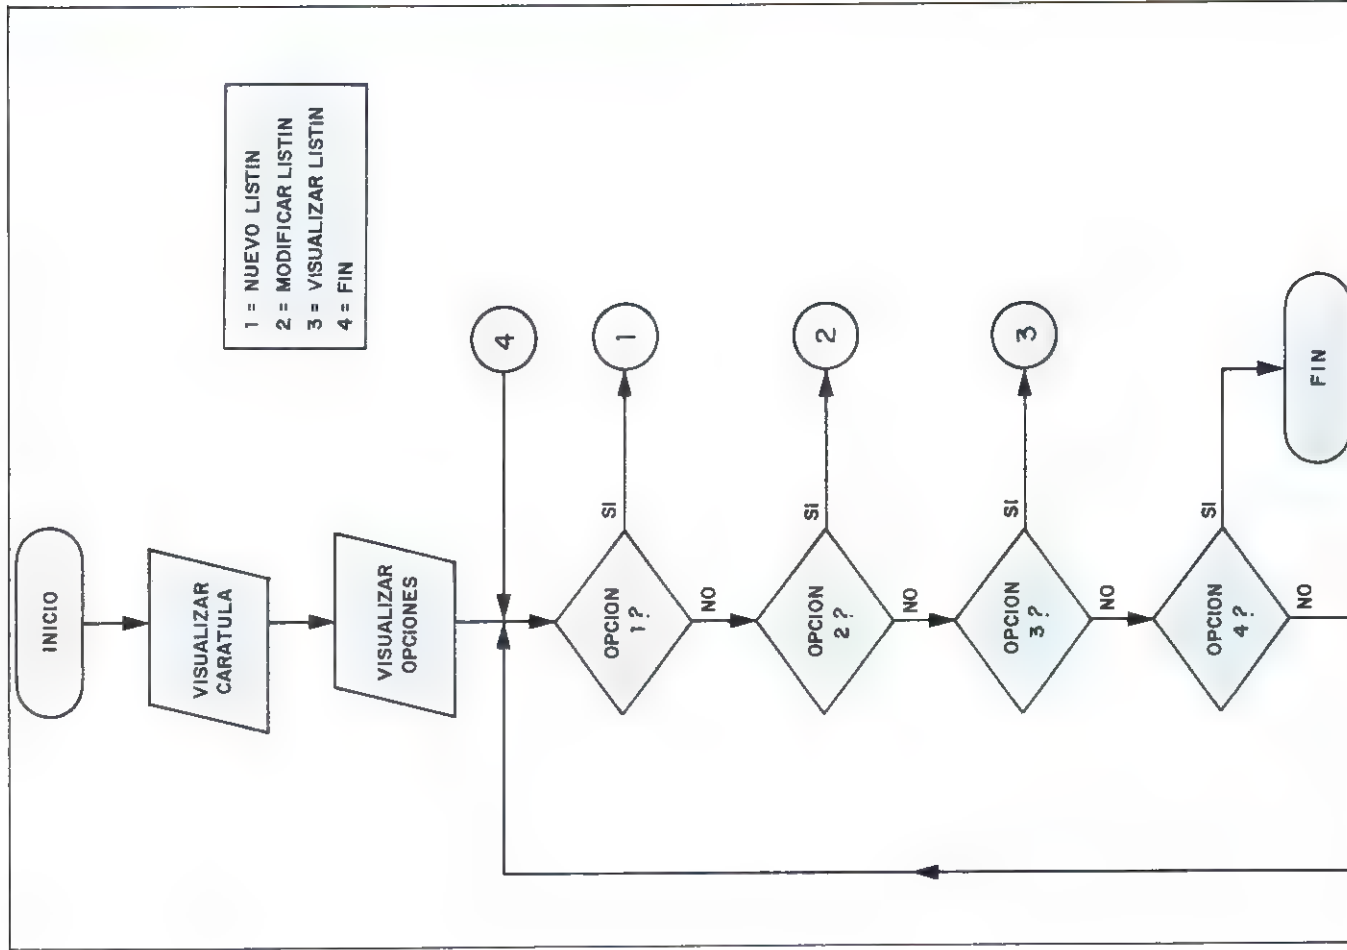 INICIO
VISUALIZAR
CARATULA
VISUALIZAR
OPCIONES
1 = NUEVO LISTIN
2 = MODIFICAR LISTIN
3 = VISUALIZAR LISTIN
4 = FIN
4
OPCION
1 ?
SI
1
NO
OPCION
2 ?
SI
2
NO
OPCION
3 ?
SI
3
NO
OPCION
4 ?
SI
NO
FIN